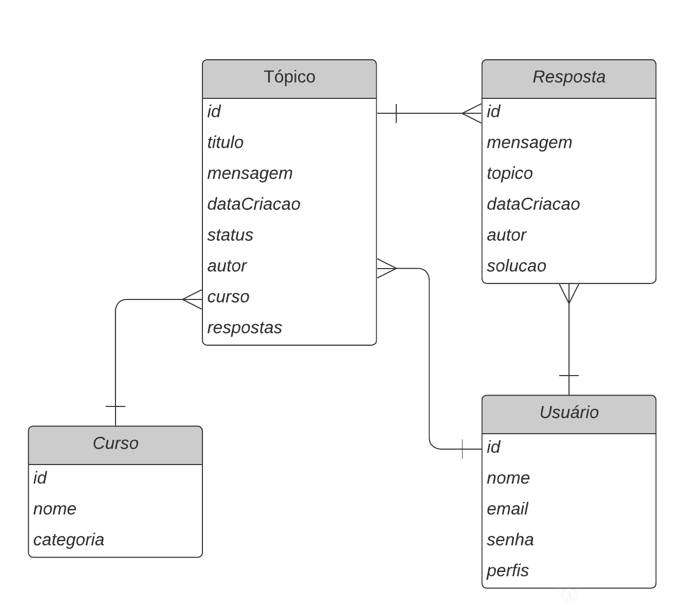 Tópico
id
titulo
mensagem
dataCriacao
status
autor
curso
respostas
Resposta
id
mensagem
topico
dataCriacao
autor
solucao
Curso
id
nome
categoria
Usuário
id
nome
email
senha
perfis